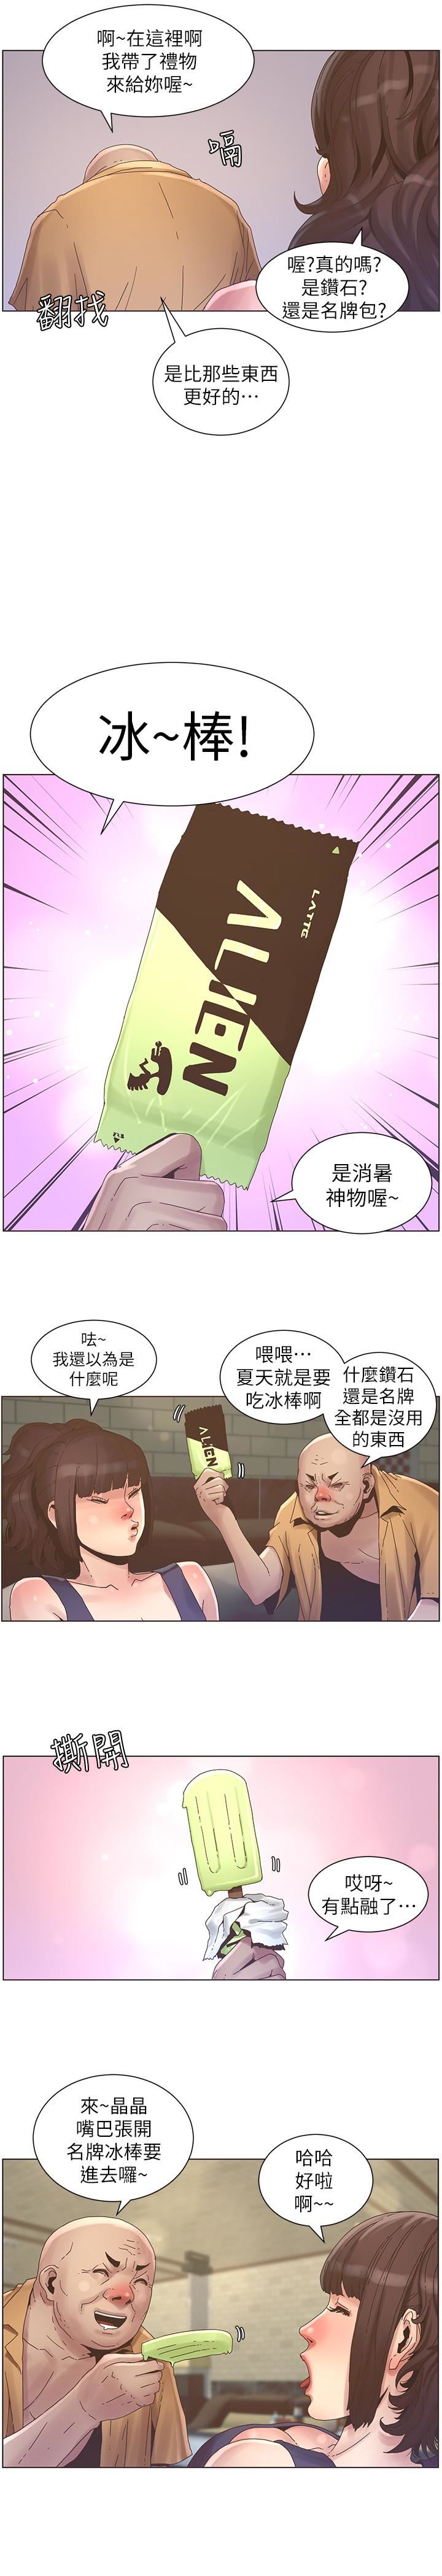 啊~在這裡啊
我帶了禮物
來給妳喔~
嗝
喔?真的嗎?
是鑽石?
還是名牌包?
翻找
是比那些東西
更好的…
冰~棒!
LATTE
ALIEN
是消暑
神物喔~
呿~
我還以為是
什麼呢
喂喂…
夏天就是要
吃冰棒啊
什麼鑽石
還是名牌
全都是沒用
的東西
ALIEN
撕開
哎呀~
有點融了…
來~晶晶
嘴巴張開
名牌冰棒要
進去囉~
哈哈
好啦
啊~~